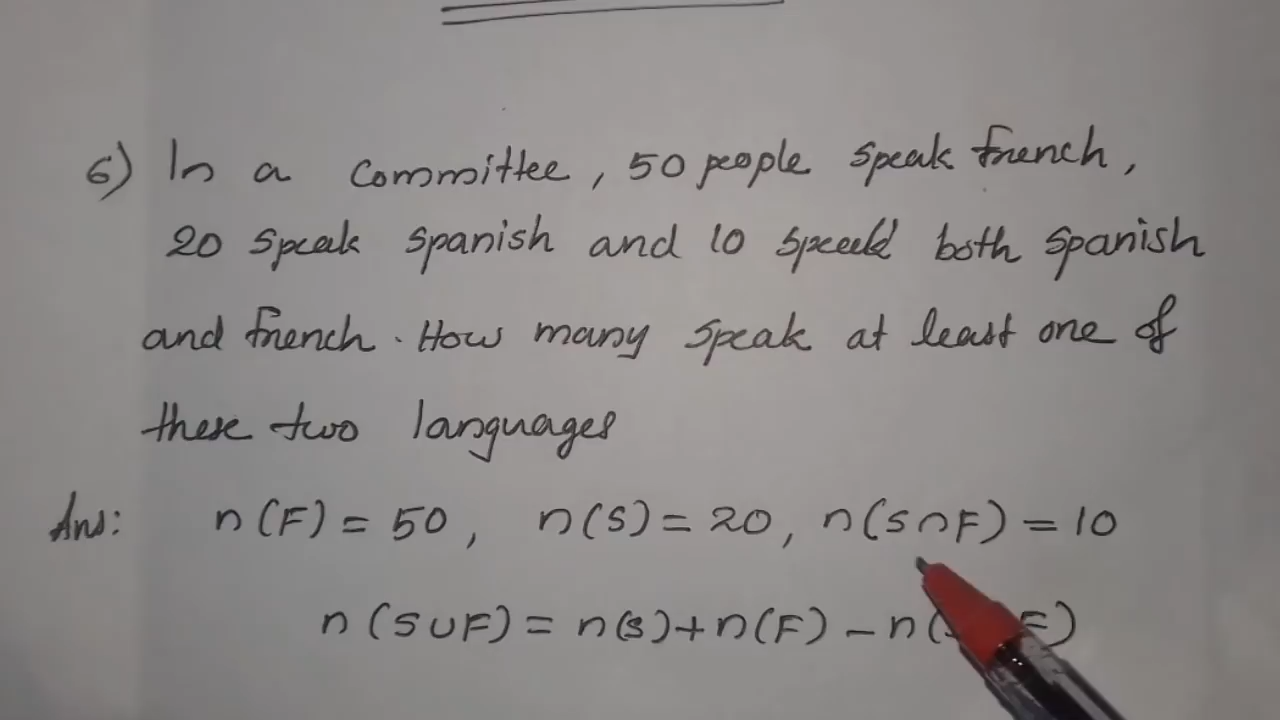 6) In a committee, 50 people speak french,
20 speak spanish and 10 speak both spanish
and french. How many speak at least one of
these two languages
Ans: n(F) = 50, n(S) = 20, n(S∩F) = 10
n(S∪F) = n(S)+n(F) - n( F)